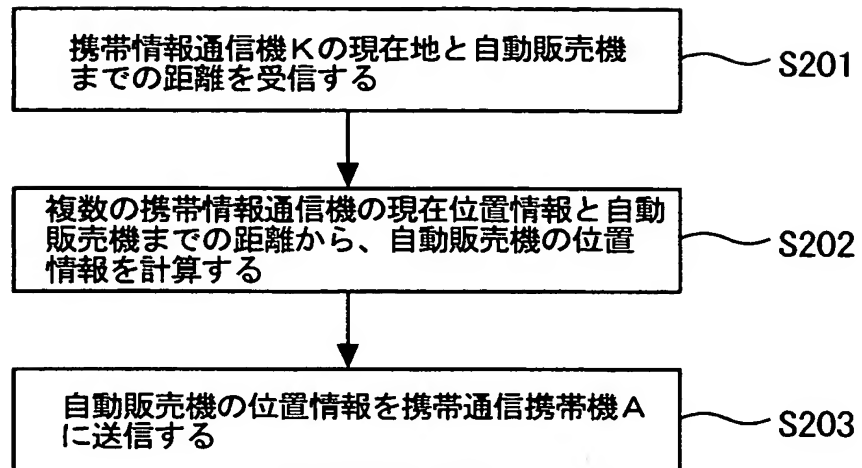 携帯情報通信機Kの現在地と自動販売機
までの距離を受信する
S201
複数の携帯情報通信機の現在位置情報と自動
販売機までの距離から、自動販売機の位置
情報を計算する
S202
自動販売機の位置情報を携帯通信携帯機A
に送信する
S203